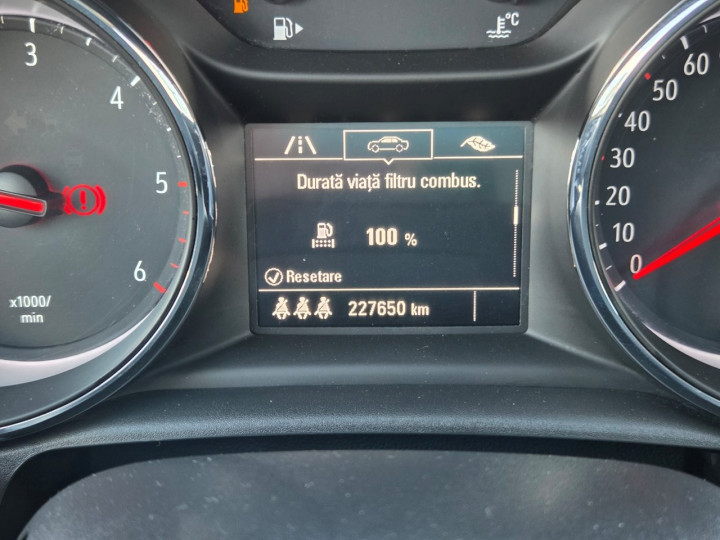 °C
3
4
5
6
x1000/
min
Durată viață filtru combus.
100 %
Resetare
227650 km
60
50
40
30
20
10
0